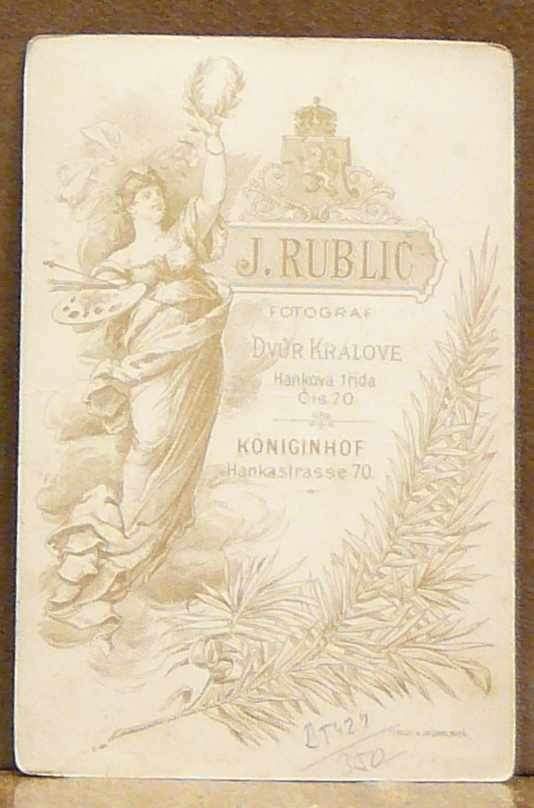 J. RUBLIČ
FOTOGRAF
DVŮR KRÁLOVÉ
Hankova třída
Čís 70
KÖNIGINHOF
Hankastrasse 70.
350